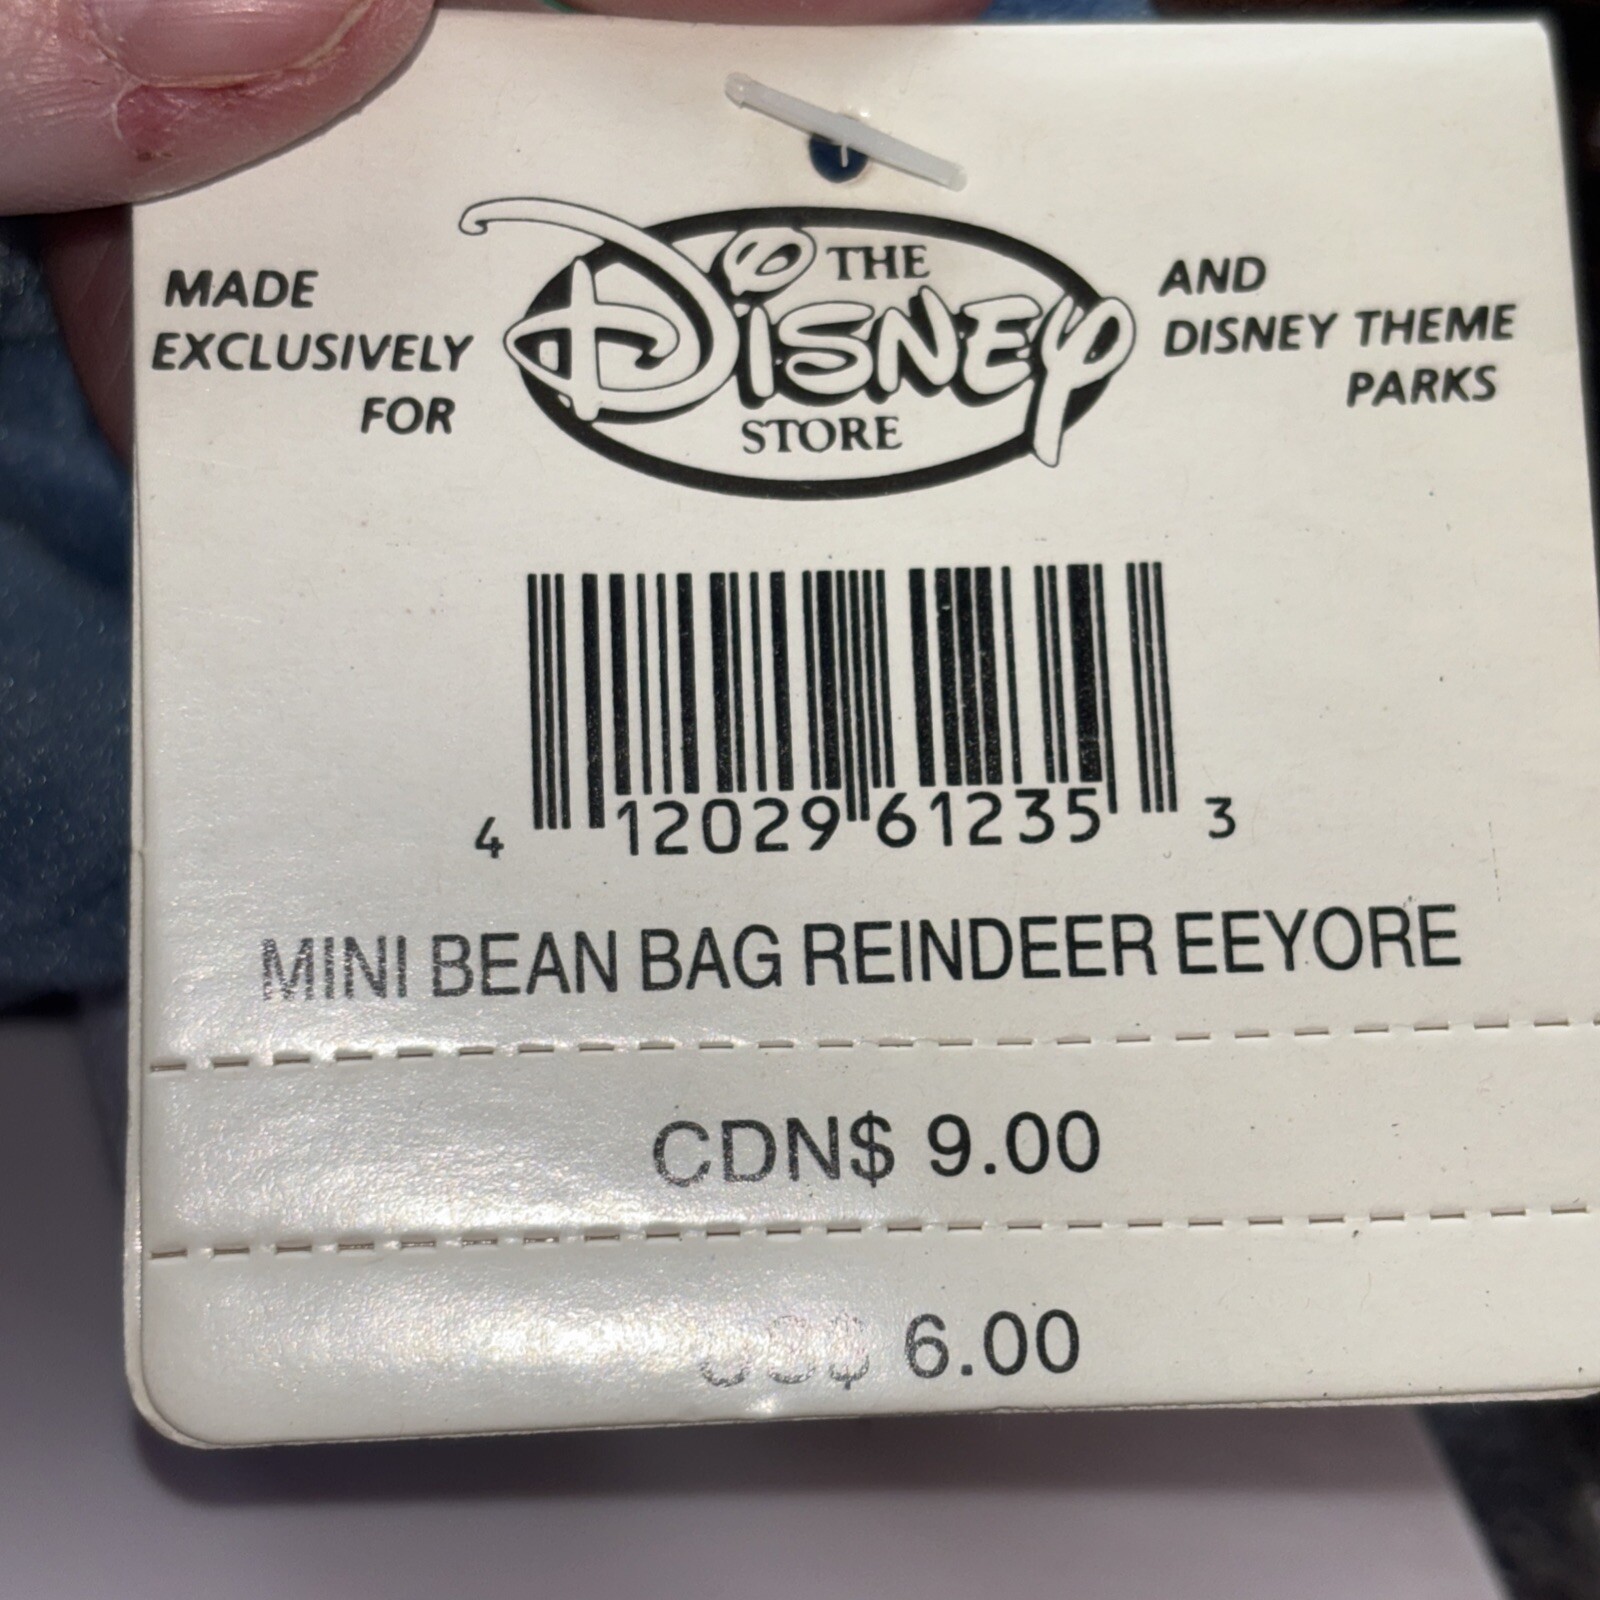 MADE
EXCLUSIVELY
FOR
THE
DISNEY
STORE
AND
DISNEY THEME
PARKS
4 12029 61235 3
MINI BEAN BAG REINDEER EEYORE
CDN$ 9.00
US$ 6.00